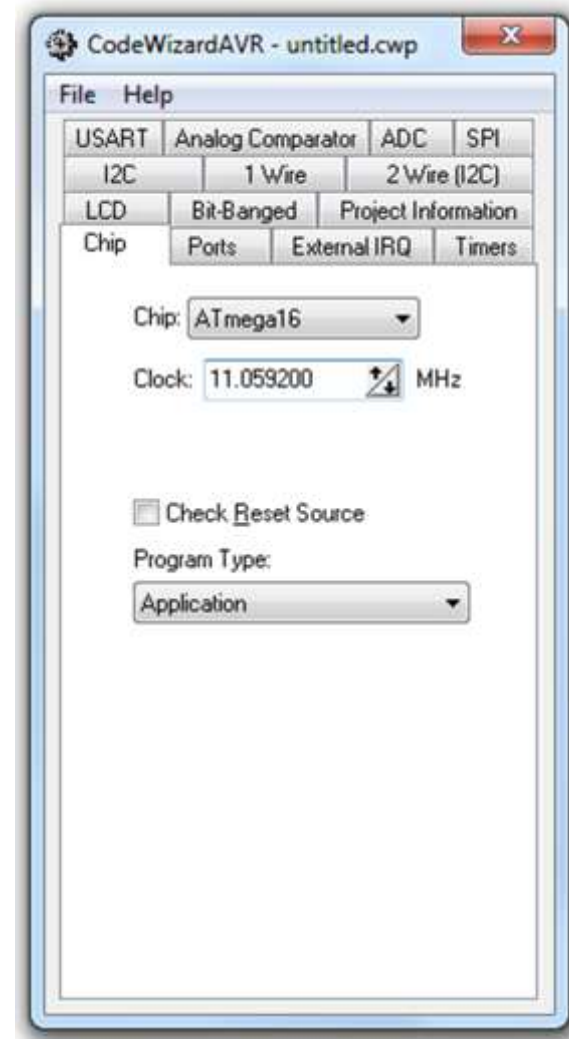 CodeWizardAVR - untitled.cwp
File Help
USART Analog Comparator ADC SPI
I2C 1 Wire 2 Wire (I2C)
LCD Bit-Banged Project Information
Chip Ports External IRQ Timers
Chip: ATmega16
Clock: 11.059200 MHz
Check Reset Source
Program Type:
Application